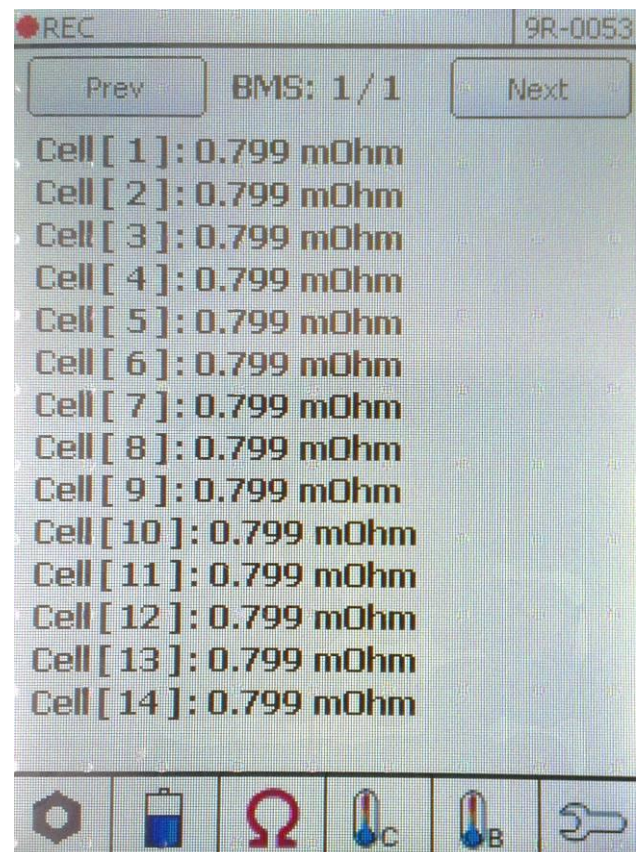 REC 9R-0053
Prev BMS: 1/1 Next
Cell [ 1 ]: 0.799 mOhm
Cell [ 2 ]: 0.799 mOhm
Cell [ 3 ]: 0.799 mOhm
Cell [ 4 ]: 0.799 mOhm
Cell [ 5 ]: 0.799 mOhm
Cell [ 6 ]: 0.799 mOhm
Cell [ 7 ]: 0.799 mOhm
Cell [ 8 ]: 0.799 mOhm
Cell [ 9 ]: 0.799 mOhm
Cell [ 10 ]: 0.799 mOhm
Cell [ 11 ]: 0.799 mOhm
Cell [ 12 ]: 0.799 mOhm
Cell [ 13 ]: 0.799 mOhm
Cell [ 14 ]: 0.799 mOhm
Ω C B